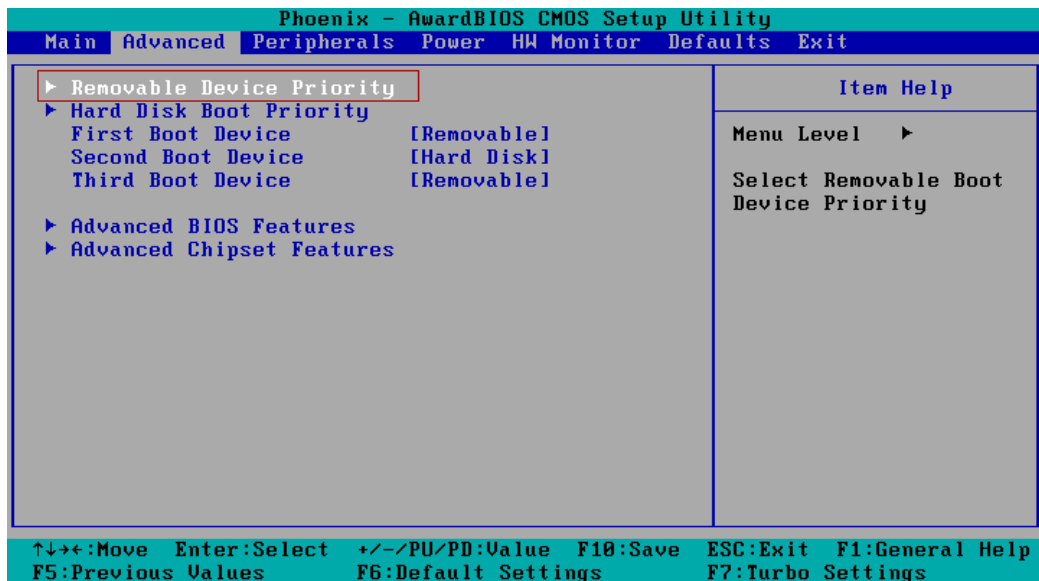 Phoenix - AwardBIOS CMOS Setup Utility
Main Advanced Peripherals Power HW Monitor Defaults Exit
▶ Removable Device Priority
▶ Hard Disk Boot Priority
First Boot Device [Removable]
Second Boot Device [Hard Disk]
Third Boot Device [Removable]
▶ Advanced BIOS Features
▶ Advanced Chipset Features
Item Help
Menu Level ▶
Select Removable Boot
Device Priority
↑↓→←:Move Enter:Select +/-/PU/PD:Value F10:Save ESC:Exit F1:General Help
F5:Previous Values F6:Default Settings F7:Turbo Settings